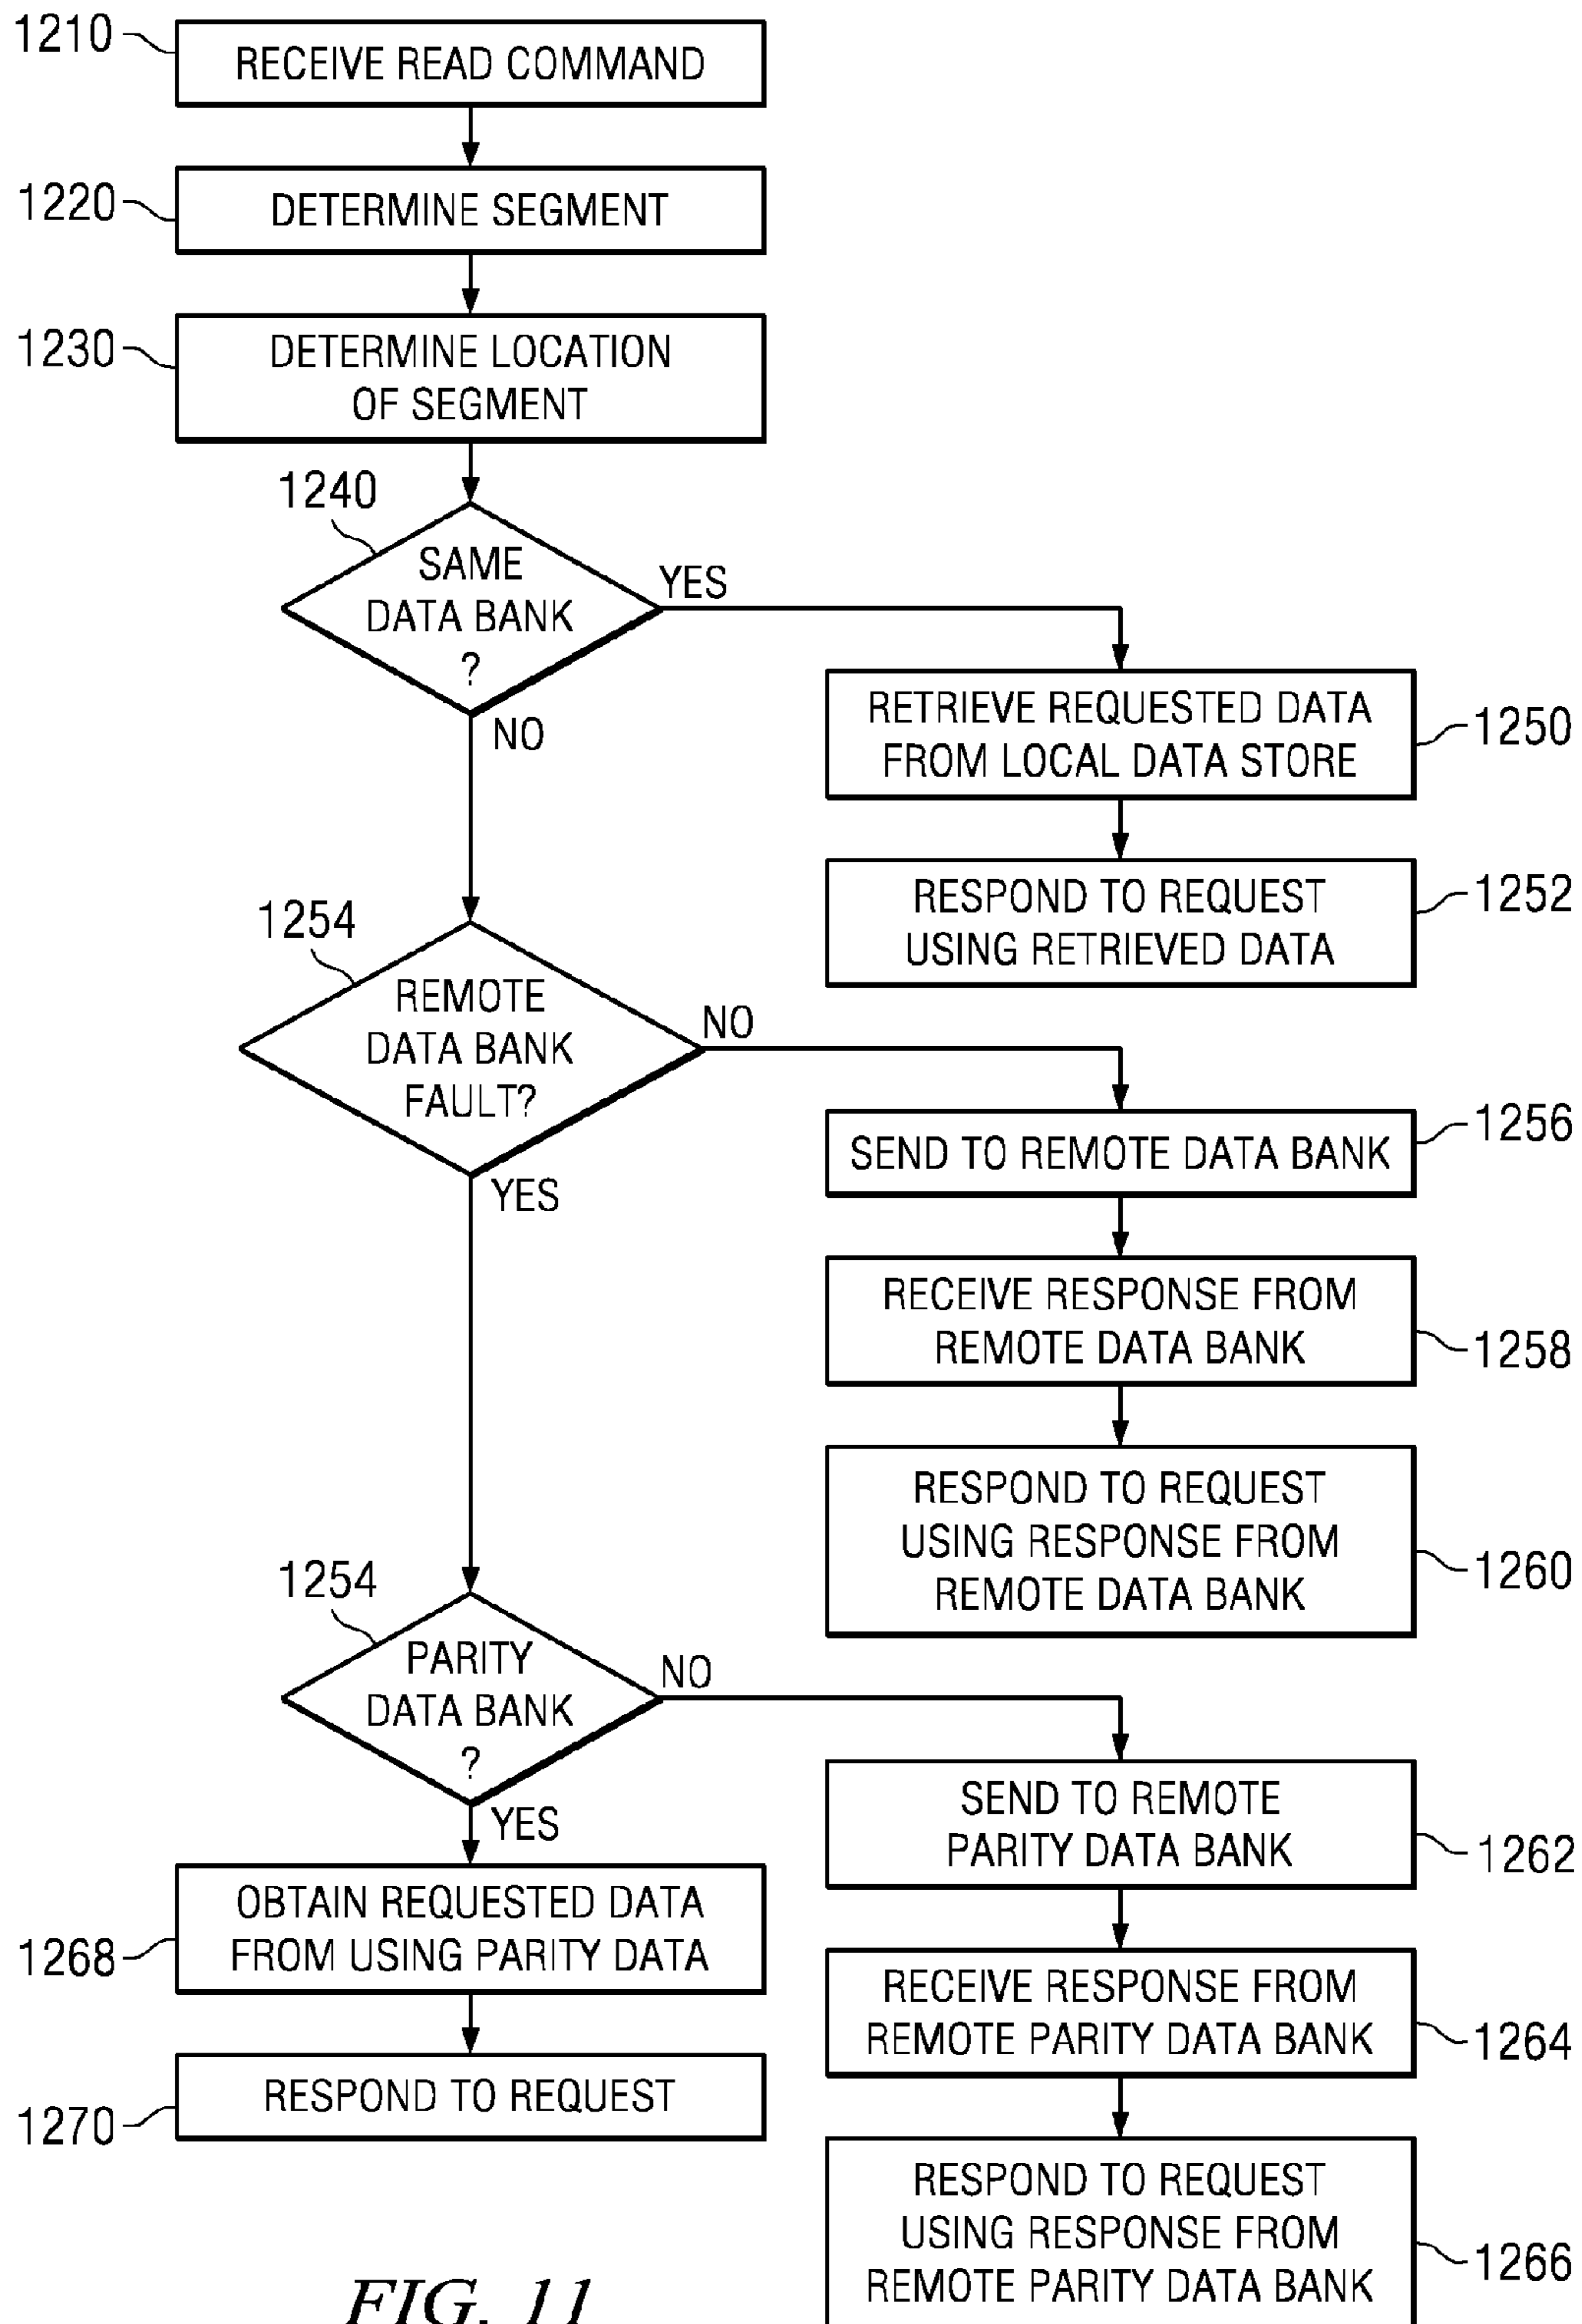 1210
RECEIVE READ COMMAND
1220
DETERMINE SEGMENT
1230
DETERMINE LOCATION
OF SEGMENT
1240
SAME
DATA BANK
?
YES
NO
RETRIEVE REQUESTED DATA
FROM LOCAL DATA STORE
1250
RESPOND TO REQUEST
USING RETRIEVED DATA
1252
1254
REMOTE
DATA BANK
FAULT?
NO
YES
SEND TO REMOTE DATA BANK
1256
RECEIVE RESPONSE FROM
REMOTE DATA BANK
1258
RESPOND TO REQUEST
USING RESPONSE FROM
REMOTE DATA BANK
1260
1254
PARITY
DATA BANK
?
NO
YES
SEND TO REMOTE
PARITY DATA BANK
1262
RECEIVE RESPONSE FROM
REMOTE PARITY DATA BANK
1264
RESPOND TO REQUEST
USING RESPONSE FROM
REMOTE PARITY DATA BANK
1266
OBTAIN REQUESTED DATA
FROM USING PARITY DATA
1268
RESPOND TO REQUEST
1270
FIG. 11